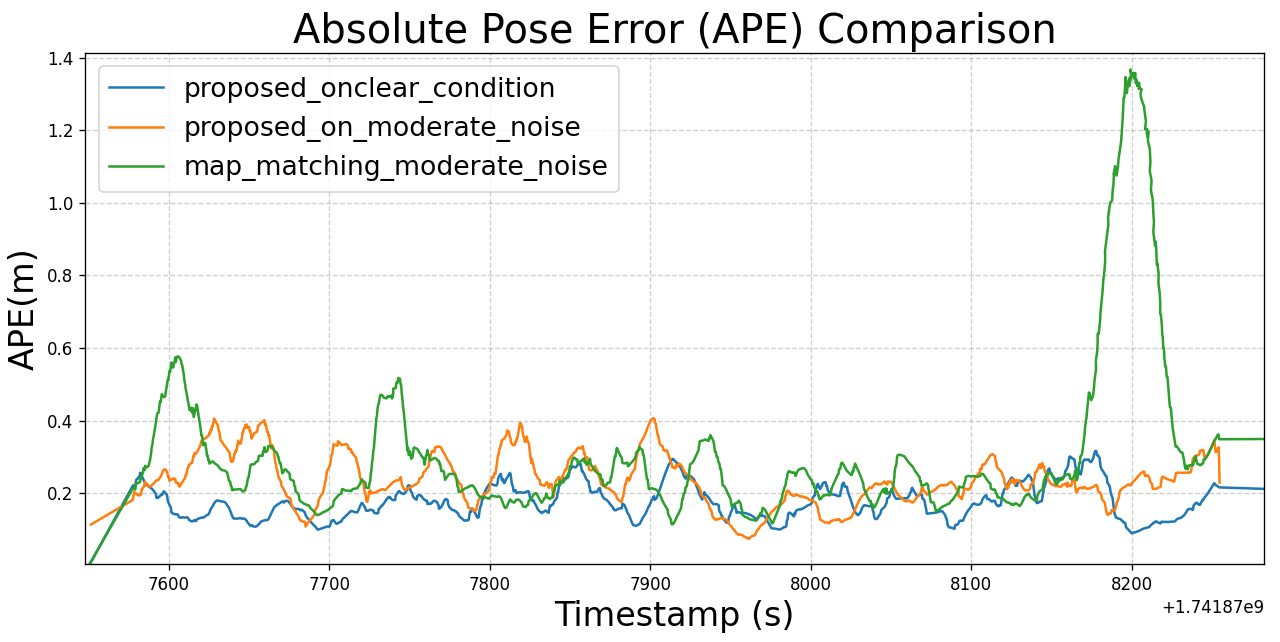 Absolute Pose Error (APE) Comparison
proposed_onclear_condition
proposed_on_moderate_noise
map_matching_moderate_noise
APE(m)
1.4
1.2
1.0
0.8
0.6
0.4
0.2
7600 7700 7800 7900 8000 8100 8200
+1.74187e9
Timestamp (s)